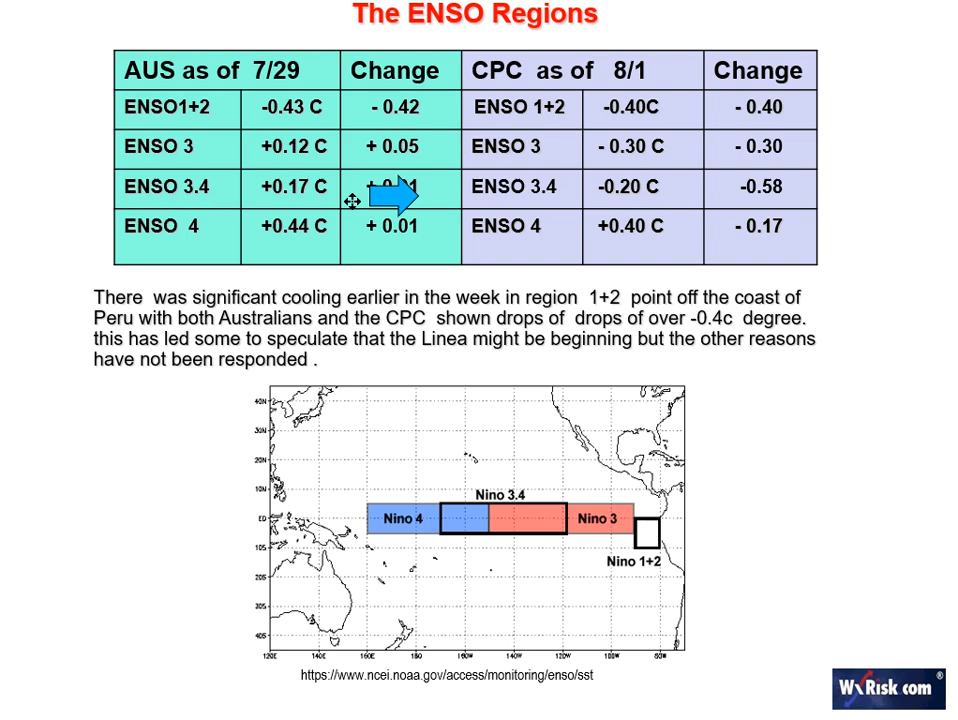 The ENSO Regions
AUS as of 7/29 Change CPC as of 8/1 Change
ENSO1+2 -0.43 C - 0.42 ENSO 1+2 -0.40C - 0.40
ENSO 3 +0.12 C + 0.05 ENSO 3 - 0.30 C - 0.30
ENSO 3.4 +0.17 C ENSO 3.4 -0.20 C -0.58
ENSO 4 +0.44 C + 0.01 ENSO 4 +0.40 C - 0.17
There was significant cooling earlier in the week in region 1+2 point off the coast of
Peru with both Australians and the CPC shown drops of drops of over -0.4c degree.
this has led some to speculate that the Linea might be beginning but the other reasons
have not been responded .
40N
30N
20N
10N
Nino 3.4
EQ
Nino 4 Nino 3
10S
Nino 1+2
20S
30S
40S
120E 140E 160E 180 160W 140W 120W 100W 80W
https://www.ncei.noaa.gov/access/monitoring/enso/sst
WxRisk com ®